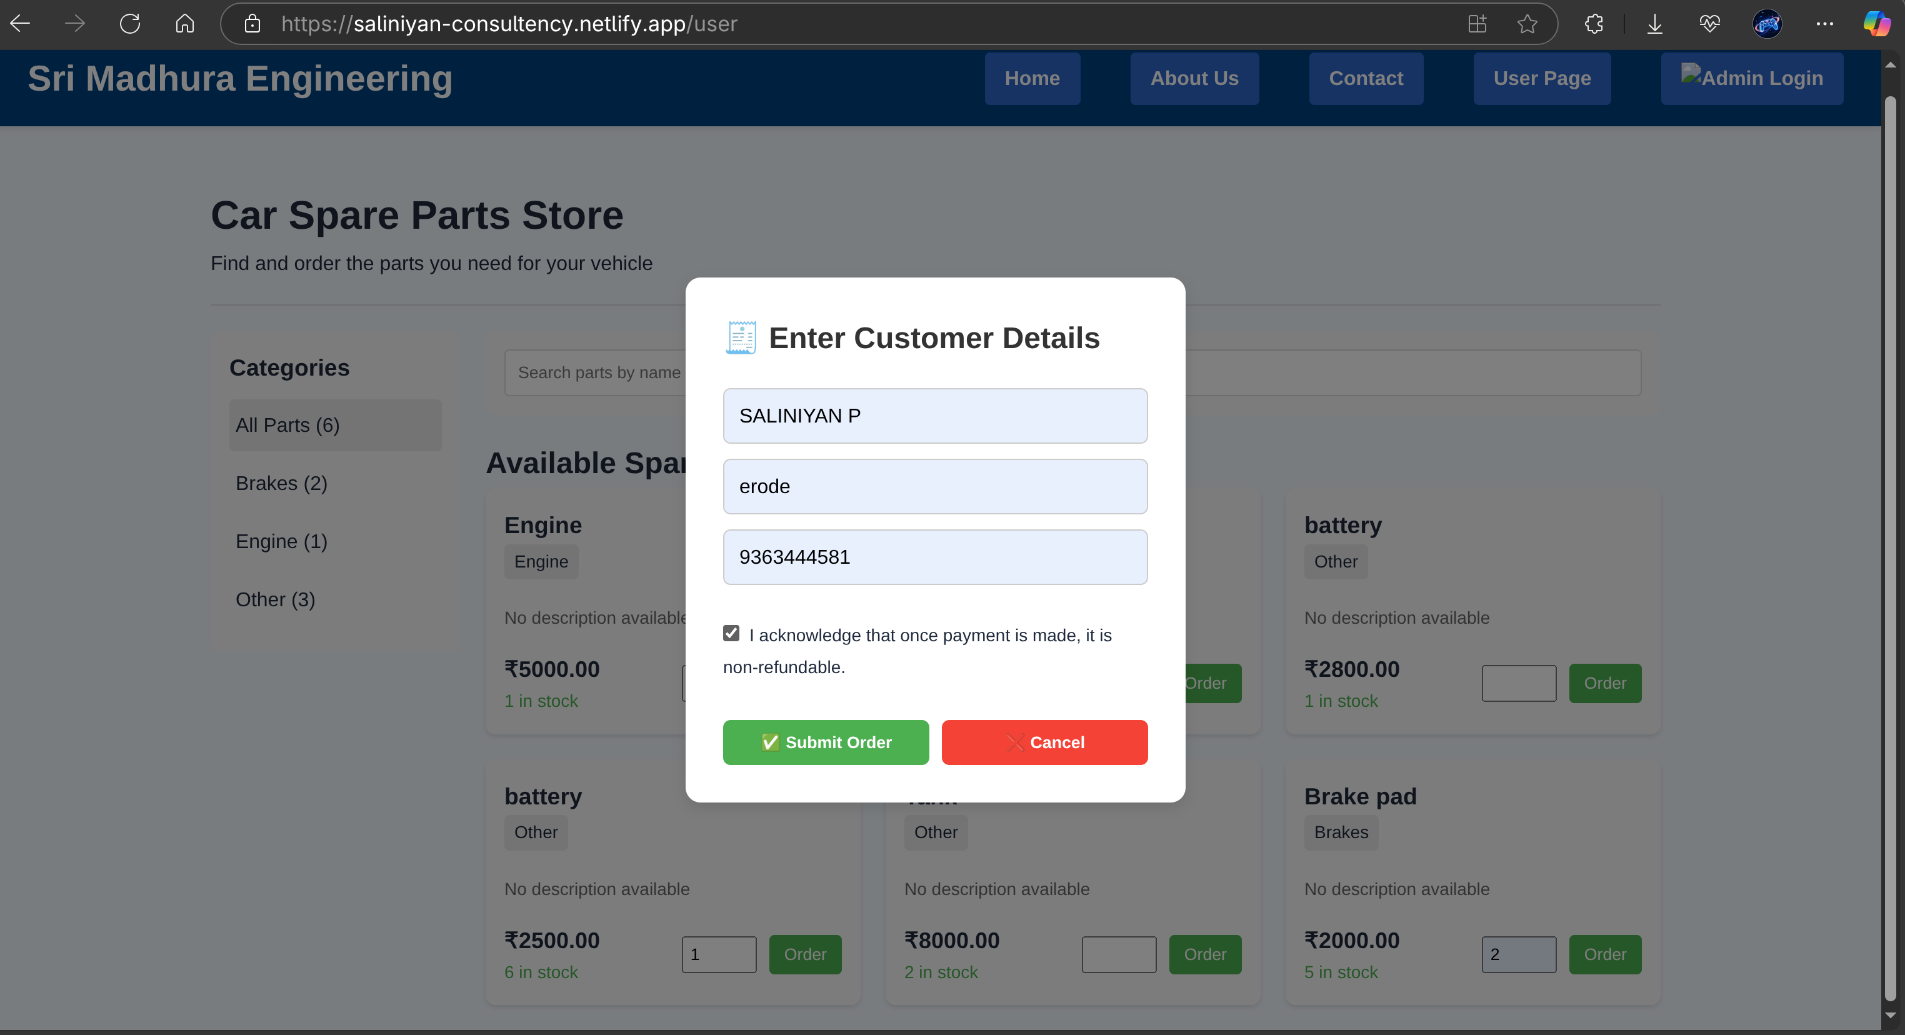 https://saliniyan-consultency.netlify.app/user
Sri Madhura Engineering
Home
About Us
Contact
User Page
Admin Login
Car Spare Parts Store
Find and order the parts you need for your vehicle
Categories
All Parts (6)
Brakes (2)
Engine (1)
Other (3)
Search parts by name
Available Spar
🧾 Enter Customer Details
SALINIYAN P
erode
9363444581
I acknowledge that once payment is made, it is
non-refundable.
✅ Submit Order
❌ Cancel
Engine
Engine
No description available
₹5000.00
1 in stock
Order
battery
Other
No description available
₹2800.00
1 in stock
Order
battery
Other
No description available
₹2500.00
6 in stock
1
Order
Other
No description available
₹8000.00
2 in stock
Order
Brake pad
Brakes
No description available
₹2000.00
5 in stock
2
Order